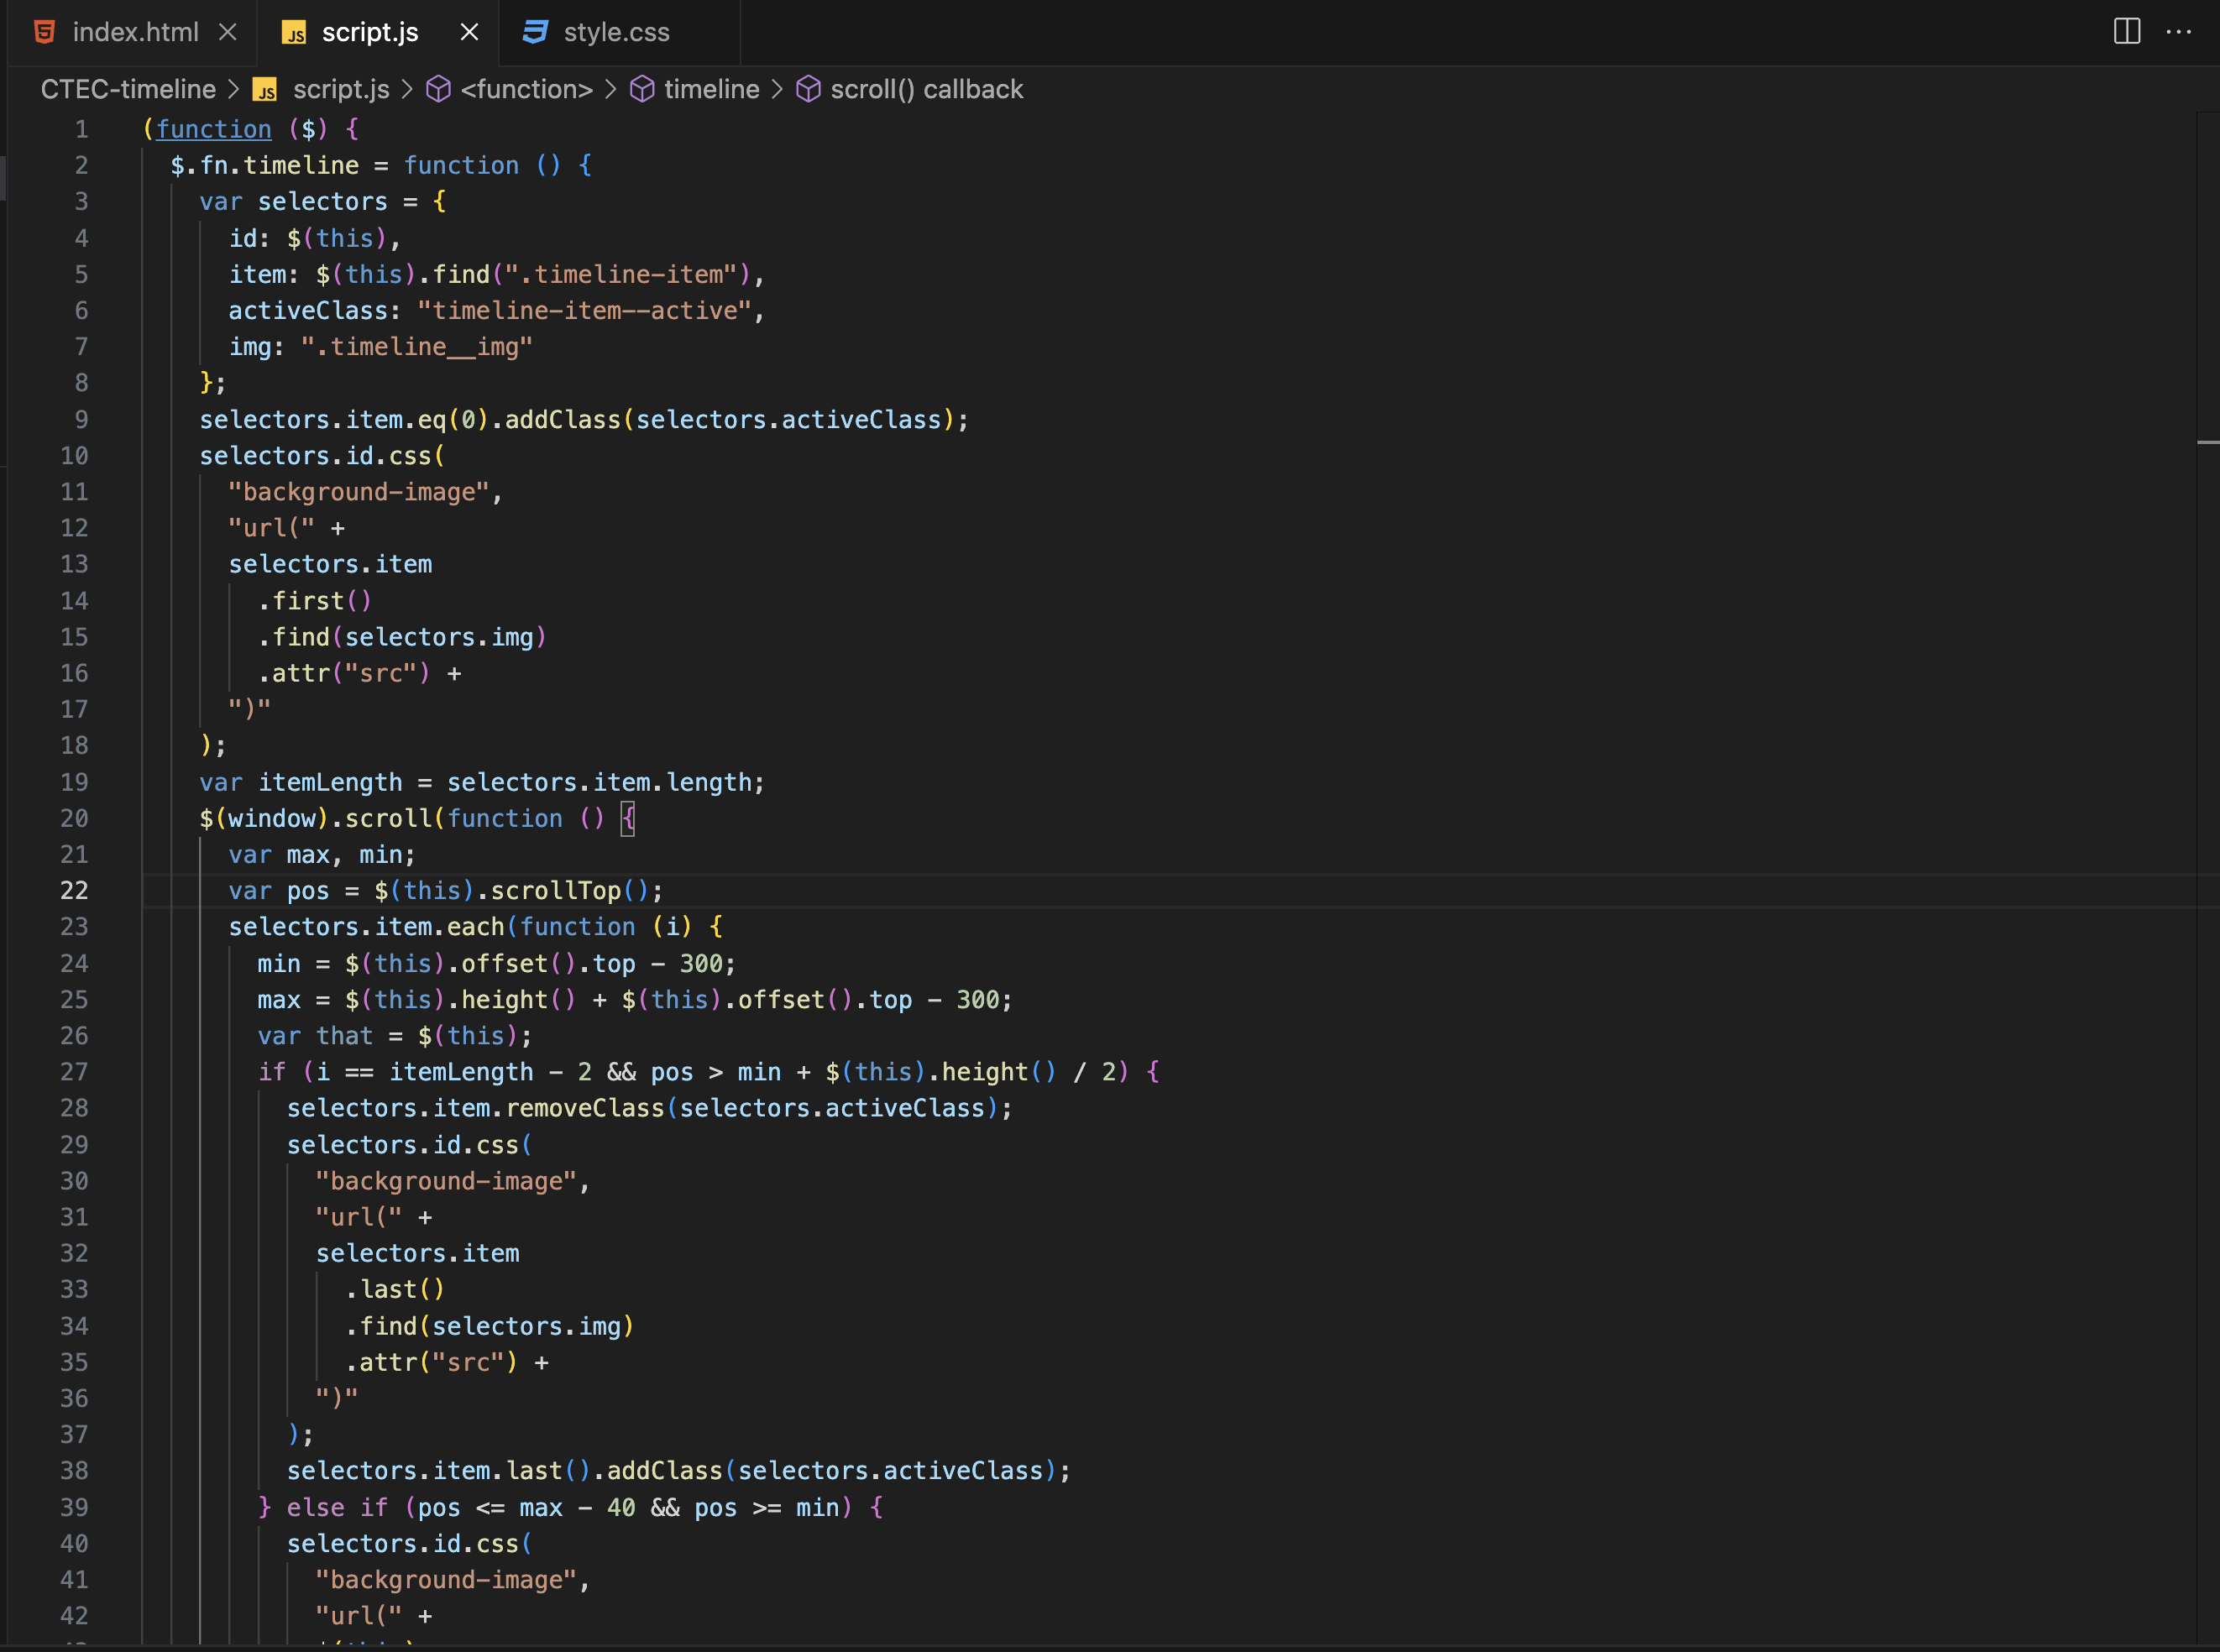 index.html
script.js
style.css
CTEC-timeline > JS script.js > <function> > timeline > scroll() callback
1 (function ($) {
2   $.fn.timeline = function () {
3     var selectors = {
4       id: $(this),
5       item: $(this).find(".timeline-item"),
6       activeClass: "timeline-item--active",
7       img: ".timeline__img"
8     };
9     selectors.item.eq(0).addClass(selectors.activeClass);
10     selectors.id.css(
11       "background-image",
12       "url(" +
13       selectors.item
14         .first()
15         .find(selectors.img)
16         .attr("src") +
17       ")"
18     );
19     var itemLength = selectors.item.length;
20     $(window).scroll(function () {
21       var max, min;
22       var pos = $(this).scrollTop();
23       selectors.item.each(function (i) {
24         min = $(this).offset().top - 300;
25         max = $(this).height() + $(this).offset().top - 300;
26         var that = $(this);
27         if (i == itemLength - 2 && pos > min + $(this).height() / 2) {
28           selectors.item.removeClass(selectors.activeClass);
29           selectors.id.css(
30             "background-image",
31             "url(" +
32             selectors.item
33               .last()
34               .find(selectors.img)
35               .attr("src") +
36             ")"
37           );
38           selectors.item.last().addClass(selectors.activeClass);
39         } else if (pos <= max - 40 && pos >= min) {
40           selectors.id.css(
41             "background-image",
42             "url(" +